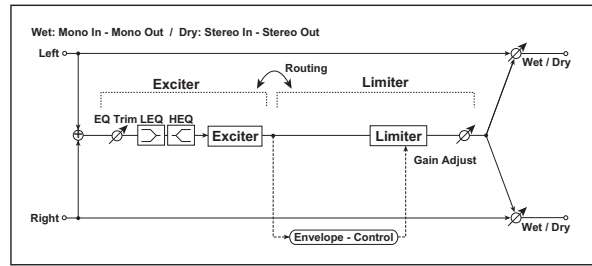 Wet: Mono In - Mono Out / Dry: Stereo In - Stereo Out
Left
Wet / Dry
Routing
Exciter
Limiter
EQ Trim
LEQ
HEQ
Exciter
Limiter
Gain Adjust
Right
Wet / Dry
Envelope - Control